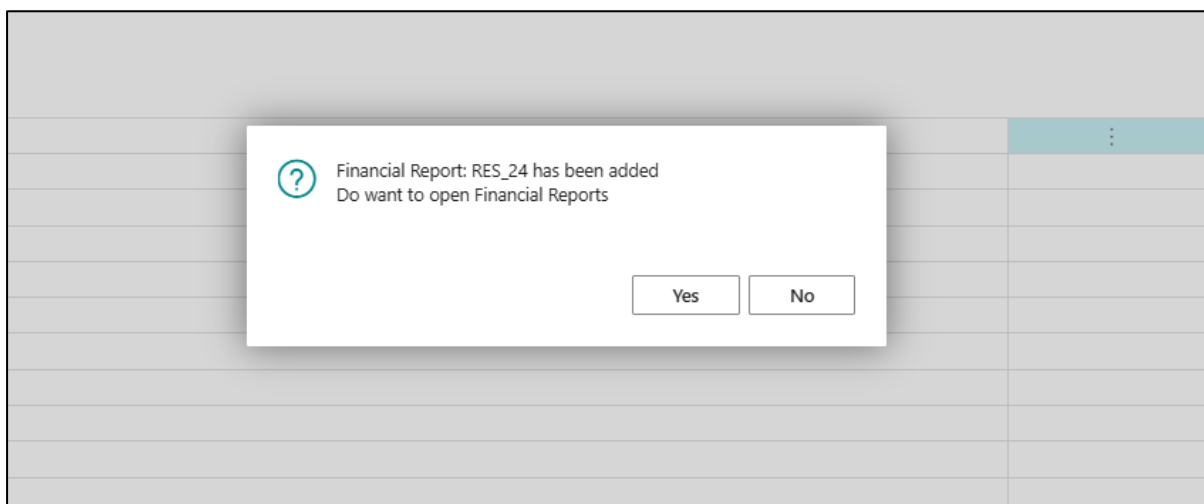 Financial Report: RES_24 has been added
Do want to open Financial Reports
Yes
No